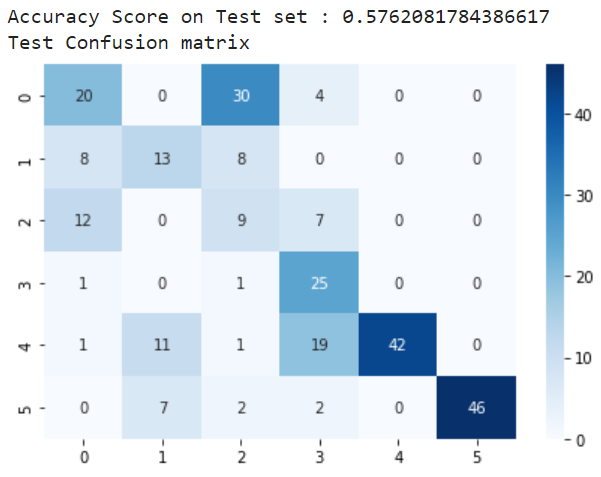 Accuracy Score on Test set : 0.5762081784386617
Test Confusion matrix
0 20 0 30 4 0 0
1 8 13 8 0 0 0
2 12 0 9 7 0 0
3 1 0 1 25 0 0
4 1 11 1 19 42 0
5 0 7 2 2 0 46
0 1 2 3 4 5
40
30
20
10
0